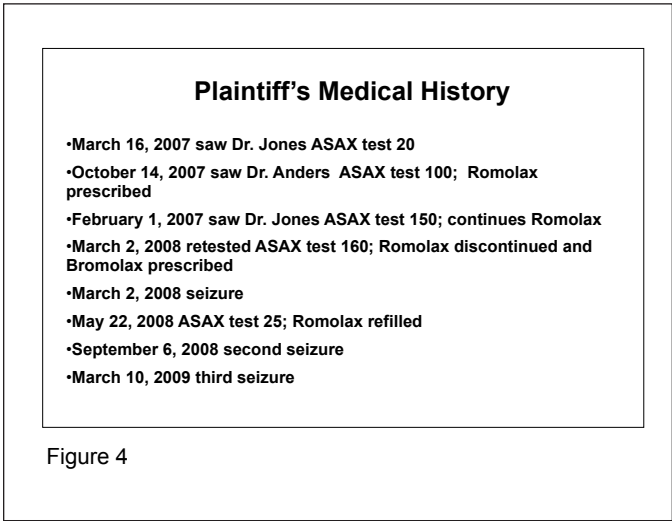 Plaintiff's Medical History
•March 16, 2007 saw Dr. Jones ASAX test 20
•October 14, 2007 saw Dr. Anders  ASAX test 100;  Romolax
prescribed
•February 1, 2007 saw Dr. Jones ASAX test 150; continues Romolax
•March 2, 2008 retested ASAX test 160; Romolax discontinued and
Bromolax prescribed
•March 2, 2008 seizure
•May 22, 2008 ASAX test 25; Romolax refilled
•September 6, 2008 second seizure
•March 10, 2009 third seizure
Figure 4